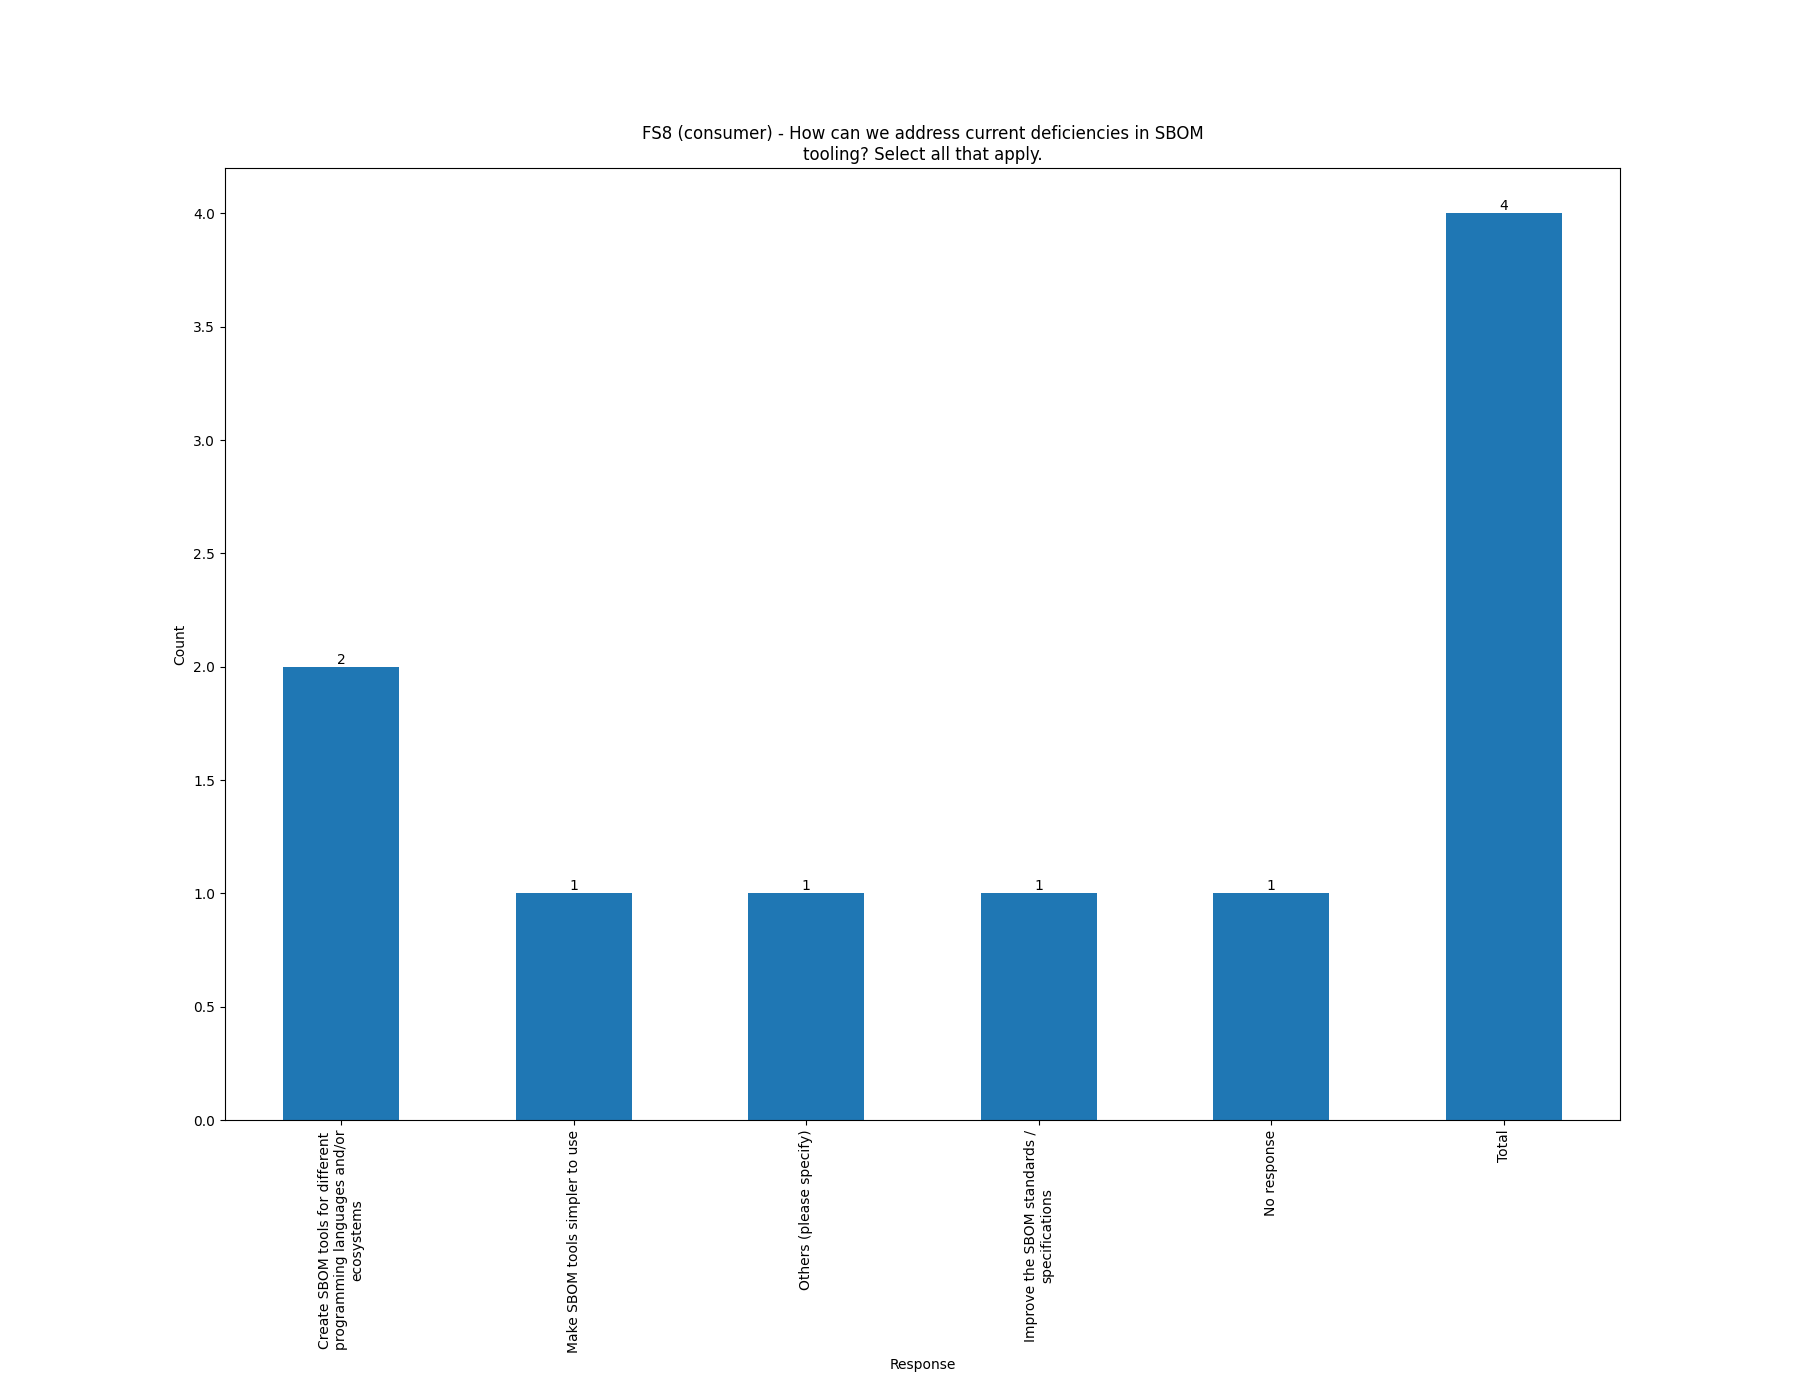 FS8 (consumer) - How can we address current deficiencies in SBOM
tooling? Select all that apply.
Count
4.0
3.5
3.0
2.5
2.0
1.5
1.0
0.5
0.0
2
1
1
1
1
4
Create SBOM tools for different
programming languages and/or
ecosystems
Make SBOM tools simpler to use
Others (please specify)
Improve the SBOM standards /
specifications
No response
Total
Response